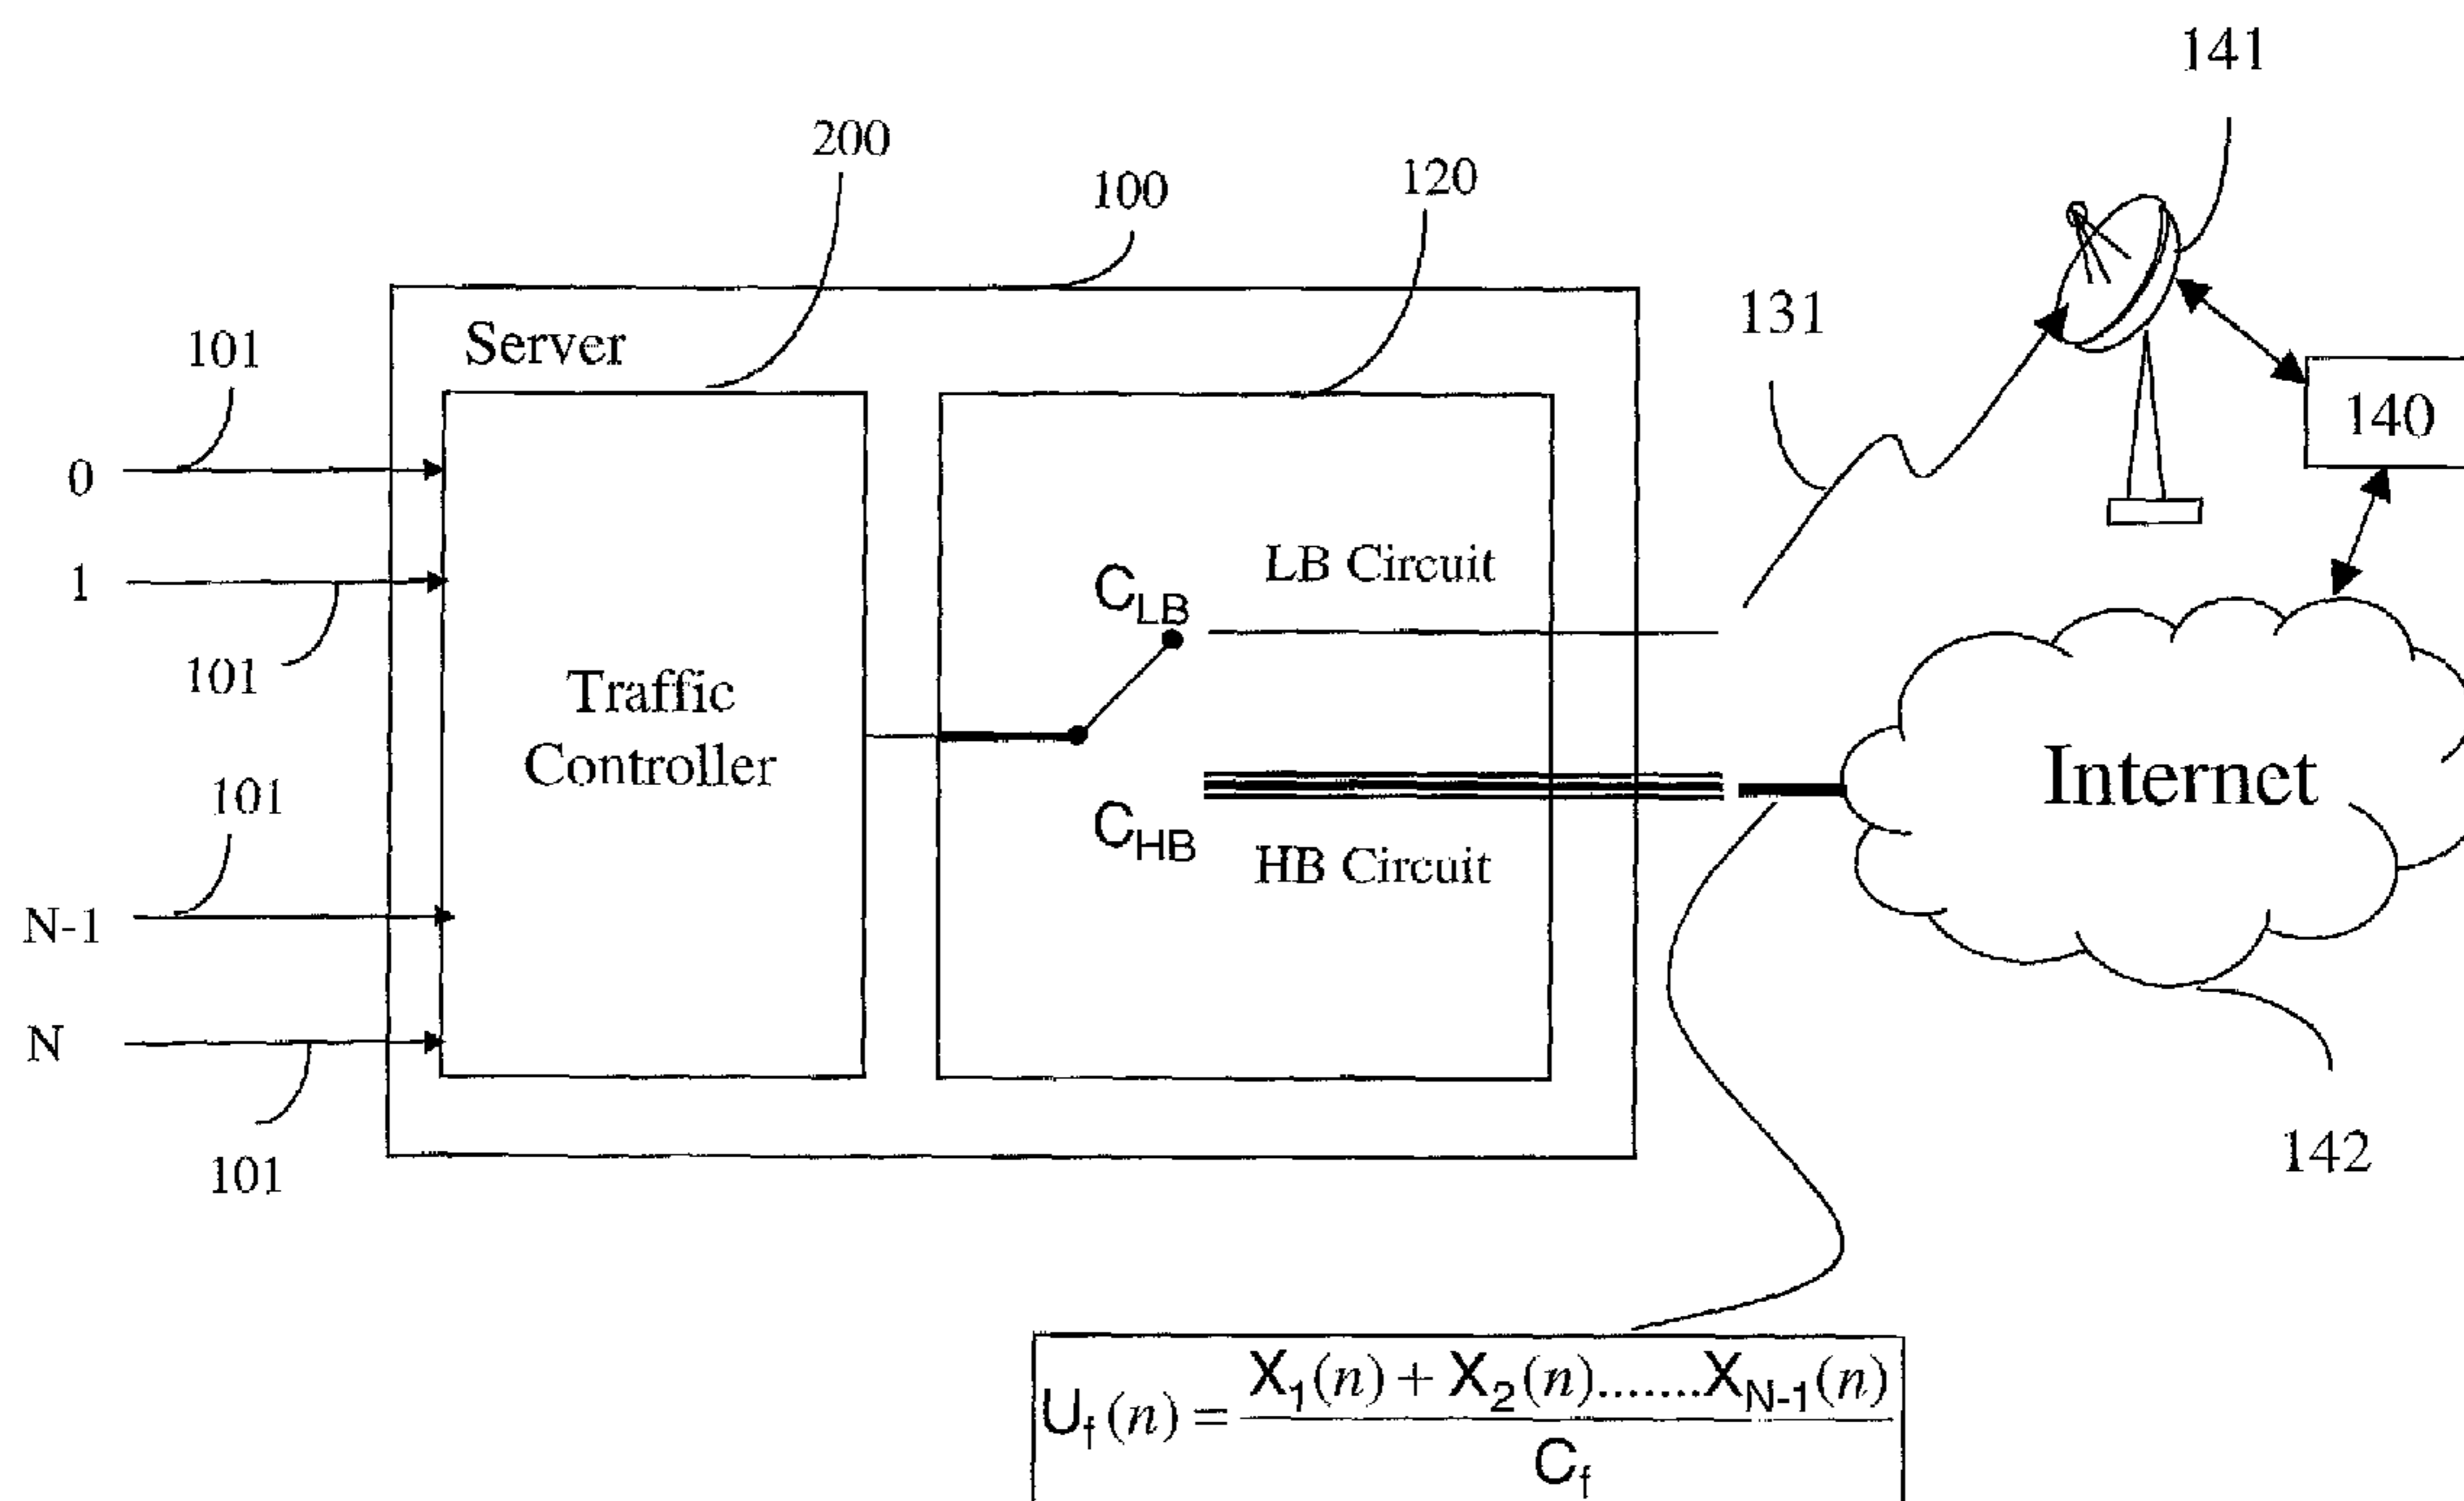 141
200
100
120
131
Server
101
140
0
LB Circuit
C_LB
1
101
Traffic
Controller
Internet
101
C_HB
HB Circuit
N-1
N
101
142
U_f(n) = X_1(n) + X_2(n).......X_N-1(n)
C_f